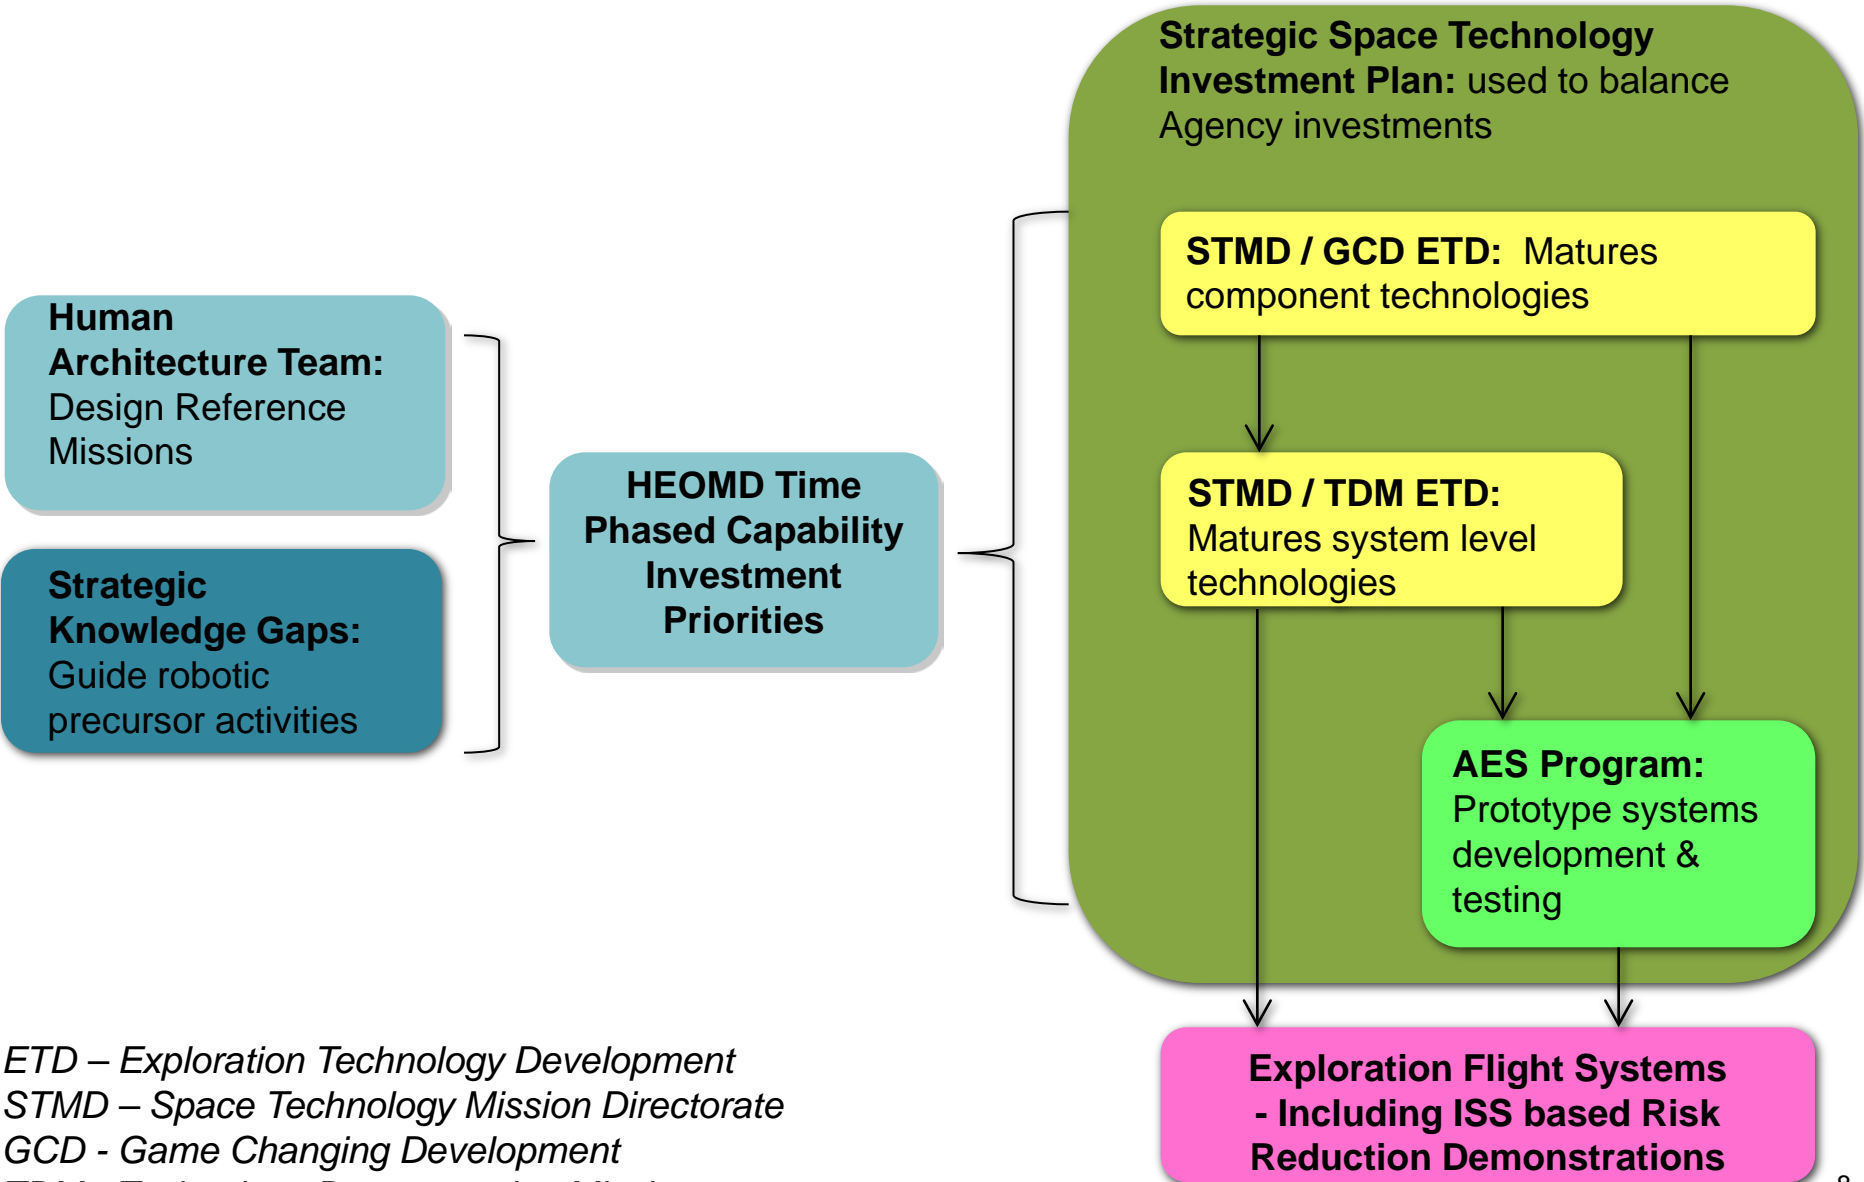 Strategic Space Technology
Investment Plan: used to balance
Agency investments
STMD / GCD ETD: Matures
component technologies
Human
Architecture Team:
Design Reference
Missions
HEOMD Time
Phased Capability
Investment
Priorities
STMD / TDM ETD:
Matures system level
technologies
Strategic
Knowledge Gaps:
Guide robotic
precursor activities
AES Program:
Prototype systems
development &
testing
Exploration Flight Systems
- Including ISS based Risk
Reduction Demonstrations
ETD – Exploration Technology Development
STMD – Space Technology Mission Directorate
GCD - Game Changing Development